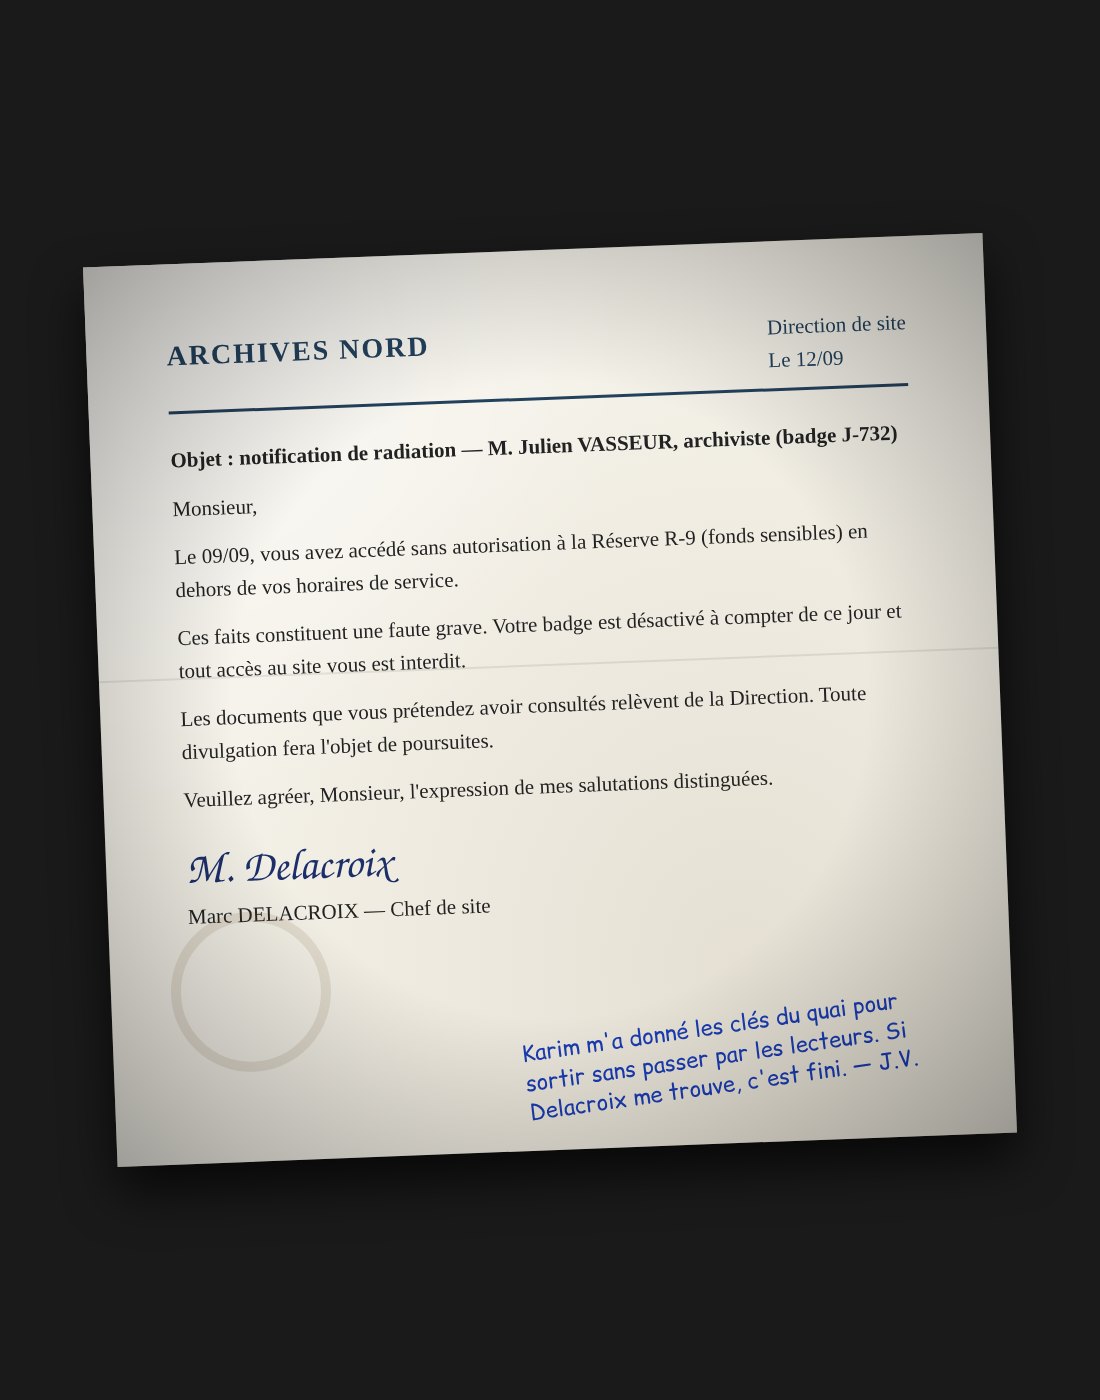 ARCHIVES NORD
Direction de site
Le 12/09
Objet : notification de radiation — M. Julien VASSEUR, archiviste (badge J-732)
Monsieur,
Le 09/09, vous avez accédé sans autorisation à la Réserve R-9 (fonds sensibles) en
dehors de vos horaires de service.
Ces faits constituent une faute grave. Votre badge est désactivé à compter de ce jour et
tout accès au site vous est interdit.
Les documents que vous prétendez avoir consultés relèvent de la Direction. Toute
divulgation fera l'objet de poursuites.
Veuillez agréer, Monsieur, l'expression de mes salutations distinguées.
M. Delacroix
Marc DELACROIX — Chef de site
Karim m'a donné les clés du quai pour
sortir sans passer par les lecteurs. Si
Delacroix me trouve, c'est fini. — J.V.